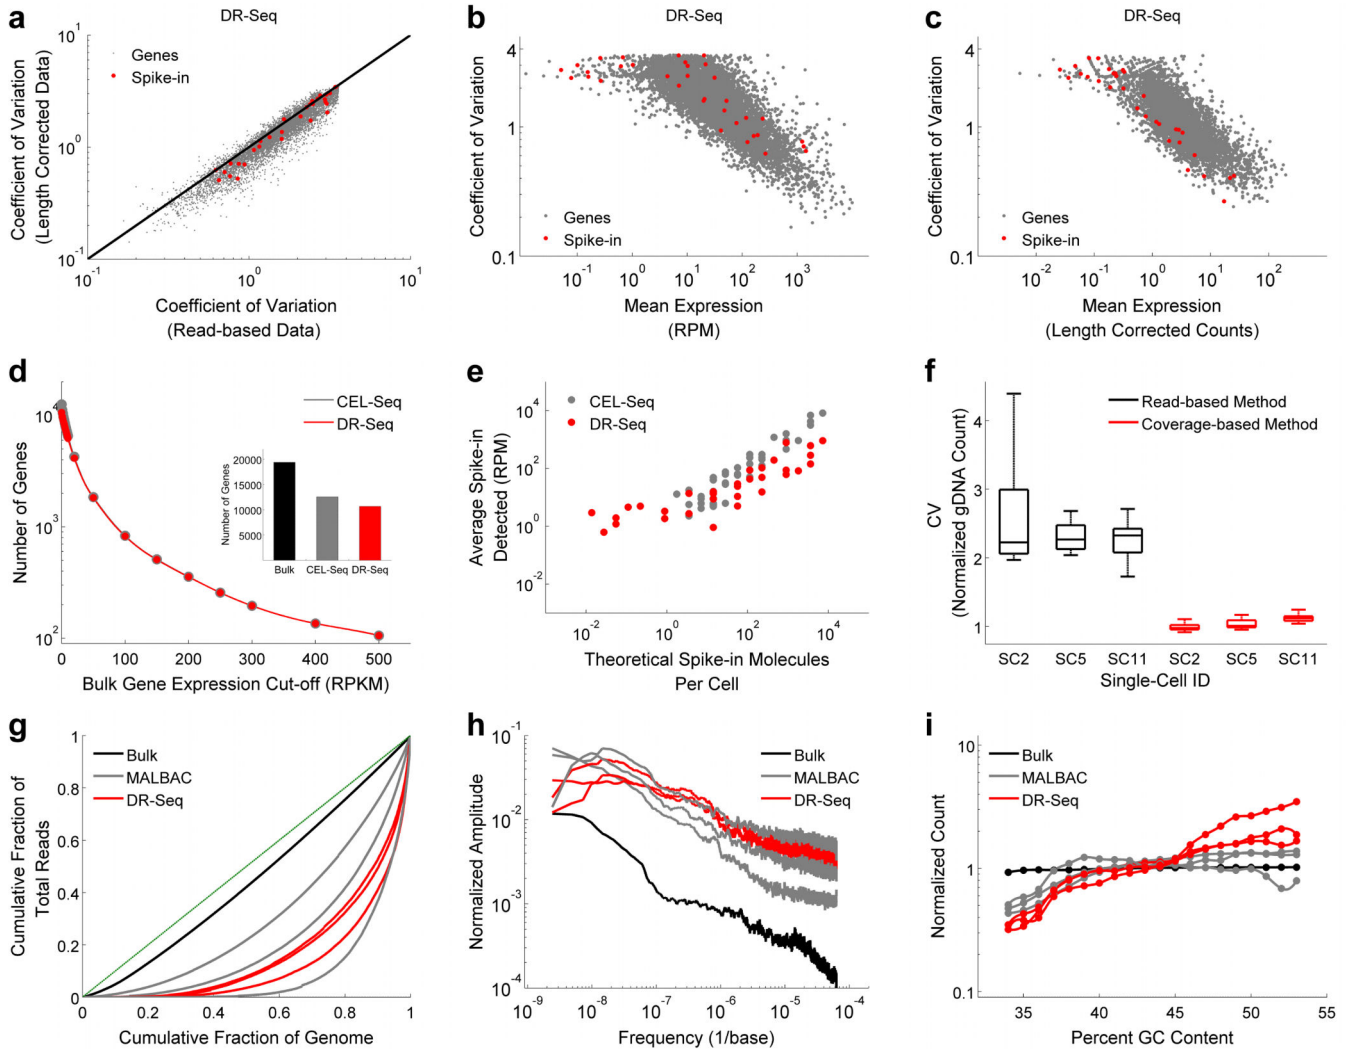 a
DR-Seq
10^1
10^0
10^-1
10^-1
10^0
10^1
Coefficient of Variation
(Length Corrected Data)
Genes
Spike-in
Coefficient of Variation
(Read-based Data)
b
DR-Seq
4
1
0.1
Coefficient of Variation
Genes
Spike-in
10^-1
10^0
10^1
10^2
10^3
Mean Expression
(RPM)
c
DR-Seq
4
1
0.1
Coefficient of Variation
Genes
Spike-in
10^-2
10^-1
10^0
10^1
10^2
Mean Expression
(Length Corrected Counts)
d
10^4
10^3
10^2
Number of Genes
CEL-Seq
DR-Seq
20000
15000
10000
5000
Number of Genes
Bulk
CEL-Seq
DR-Seq
0
100
200
300
400
500
Bulk Gene Expression Cut-off (RPKM)
e
CEL-Seq
DR-Seq
10^4
10^2
10^0
10^-2
Average Spike-in
Detected (RPM)
10^-2
10^0
10^2
10^4
Theoretical Spike-in Molecules
Per Cell
f
4
3
2
1
CV
(Normalized gDNA Count)
Read-based Method
Coverage-based Method
SC2
SC5
SC11
SC2
SC5
SC11
Single-Cell ID
g
1
0.8
0.6
0.4
0.2
0
Cumulative Fraction of
Total Reads
Bulk
MALBAC
DR-Seq
0
0.2
0.4
0.6
0.8
1
Cumulative Fraction of Genome
h
10^-1
10^-2
10^-3
10^-4
Normalized Amplitude
Bulk
MALBAC
DR-Seq
10^-9
10^-8
10^-7
10^-6
10^-5
10^-4
Frequency (1/base)
i
10
1
0.1
Normalized Count
Bulk
MALBAC
DR-Seq
35
40
45
50
55
Percent GC Content